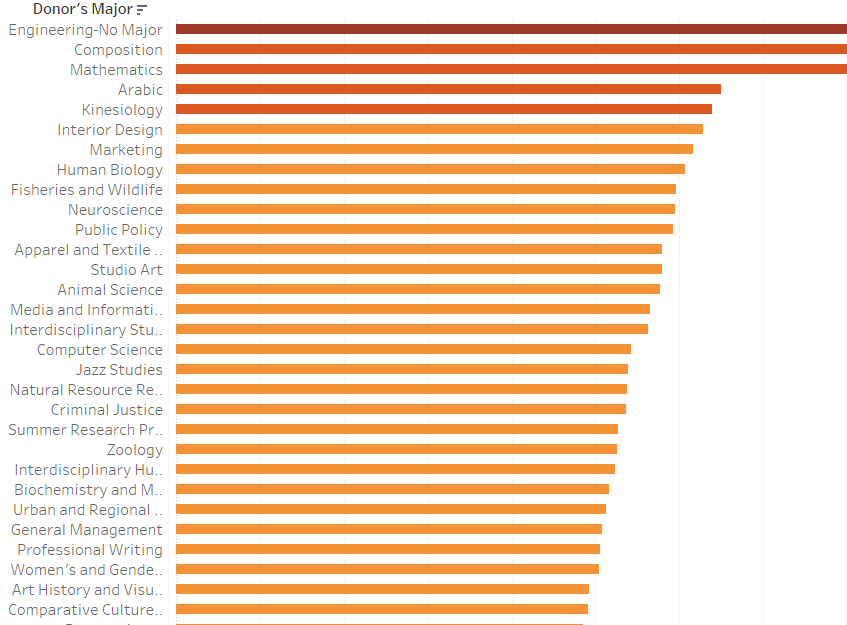 Donor's Major
Engineering-No Major
Composition
Mathematics
Arabic
Kinesiology
Interior Design
Marketing
Human Biology
Fisheries and Wildlife
Neuroscience
Public Policy
Apparel and Textile ..
Studio Art
Animal Science
Media and Informati..
Interdisciplinary Stu..
Computer Science
Jazz Studies
Natural Resource Re..
Criminal Justice
Summer Research Pr..
Zoology
Interdisciplinary Hu..
Biochemistry and M..
Urban and Regional ..
General Management
Professional Writing
Women's and Gende..
Art History and Visu..
Comparative Culture..